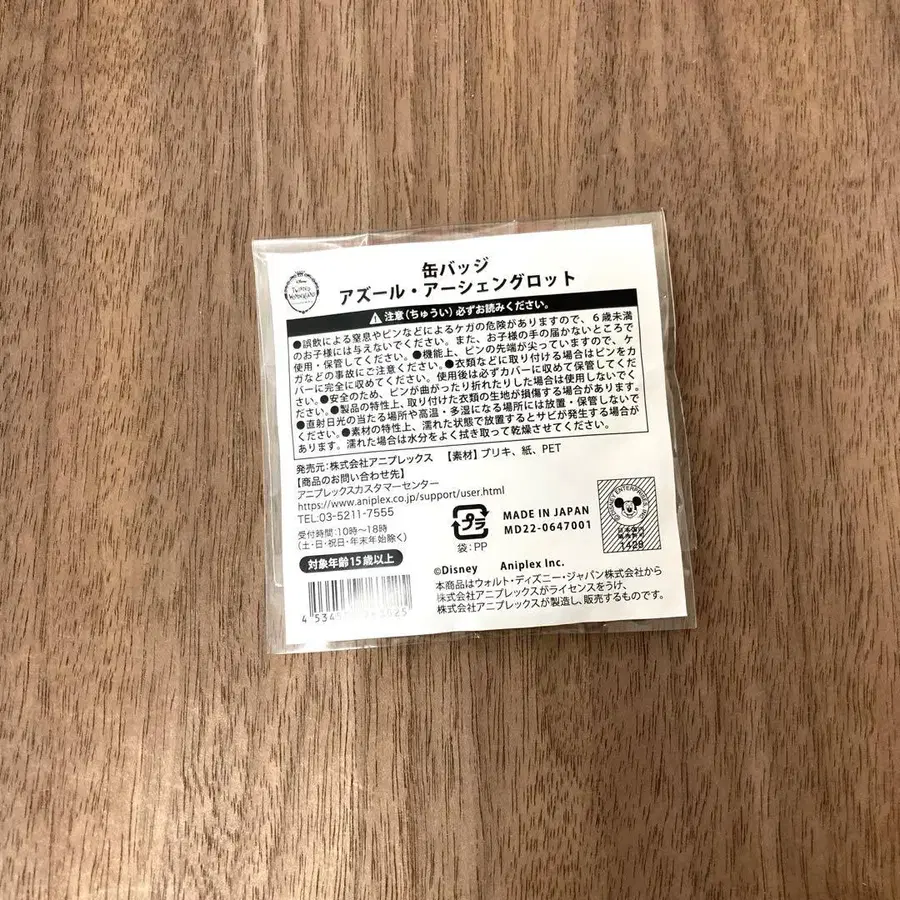 Disney
TWISTED
WONDERLAND
缶バッジ
アズール・アーシェングロット
注意(ちゅうい)必ずお読みください。
●誤飲による窒息やピンなどによるケガの危険がありますので、6歳未満
のお子様には与えないでください。また、お子様の手の届かないところで
使用・保管してください。●機能上、ピンの先端が尖っていますので、ケ
ガなどの事故にご注意ください。●衣類などに取り付ける場合はピンをカ
バーに完全に収めてください。使用後は必ずカバーに収めて保管してくだ
さい。●安全のため、ピンが曲がったり折れたりした場合は使用しないでく
ださい。●製品の特性上、取り付けた衣類の生地が損傷する場合があります。
●直射日光の当たる場所や高温・多湿になる場所には放置・保管しないで
ください。●素材の特性上、濡れた状態で放置するとサビが発生する場合が
あります。濡れた場合は水分をよく拭き取って乾燥させてください。
発売元:株式会社アニプレックス 【素材】ブリキ、紙、PET
【商品のお問い合わせ先】
アニプレックスカスタマーセンター
https://www.aniplex.co.jp/support/user.html
TEL:03-5211-7555
受付時間:10時〜18時
(土・日・祝日・年末年始除く)
対象年齢15歳以上
プラ
袋:PP
MADE IN JAPAN
MD22-0647001
日本国内
販売許可
1428
©Disney Aniplex Inc.
本商品はウォルト・ディズニー・ジャパン株式会社から
株式会社アニプレックスがライセンスをうけ、
株式会社アニプレックスが製造し、販売するものです。